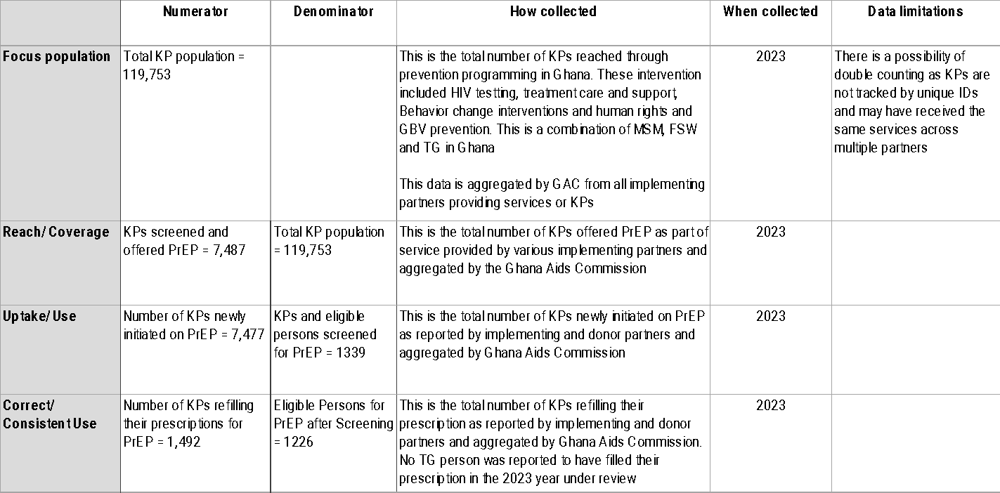 Numerator
Denominator
How collected
When collected
Data limitations
Focus population
Total KP population =
119,753
This is the total number of KPs reached through
prevention programming in Ghana. These intervention
included HIV testting, treatment care and support,
Behavior change interventions and human rights and
GBV prevention. This is a combination of MSM, FSW
and TG in Ghana
This data is aggregated by GAC from all implementing
partners providing services or KPs
2023
There is a possibility of
double counting as KPs are
not tracked by unique IDs
and may have received the
same services across
multiple partners
Reach/ Coverage
KPs screened and
offered PrEP = 7,487
Total KP population
= 119,753
This is the total number of KPs offered PrEP as part of
service provided by various implementing partners and
aggregated by the Ghana Aids Commission
2023
Uptake/ Use
Number of KPs newly
initiated on PrEP = 7,477
KPs and eligible
persons screened
for PrEP = 1339
This is the total number of KPs newly initiated on PrEP
as reported by implementing and donor partners and
aggregated by Ghana Aids Commission
2023
Correct/
Consistent Use
Number of KPs refilling
their prescriptions for
PrEP = 1,492
Eligible Persons for
PrEP after Screening
= 1226
This is the total number of KPs refilling their
prescription as reported by implementing and donor
partners and aggregated by Ghana Aids Commission.
No TG person was reported to have filled their
prescription in the 2023 year under review
2023